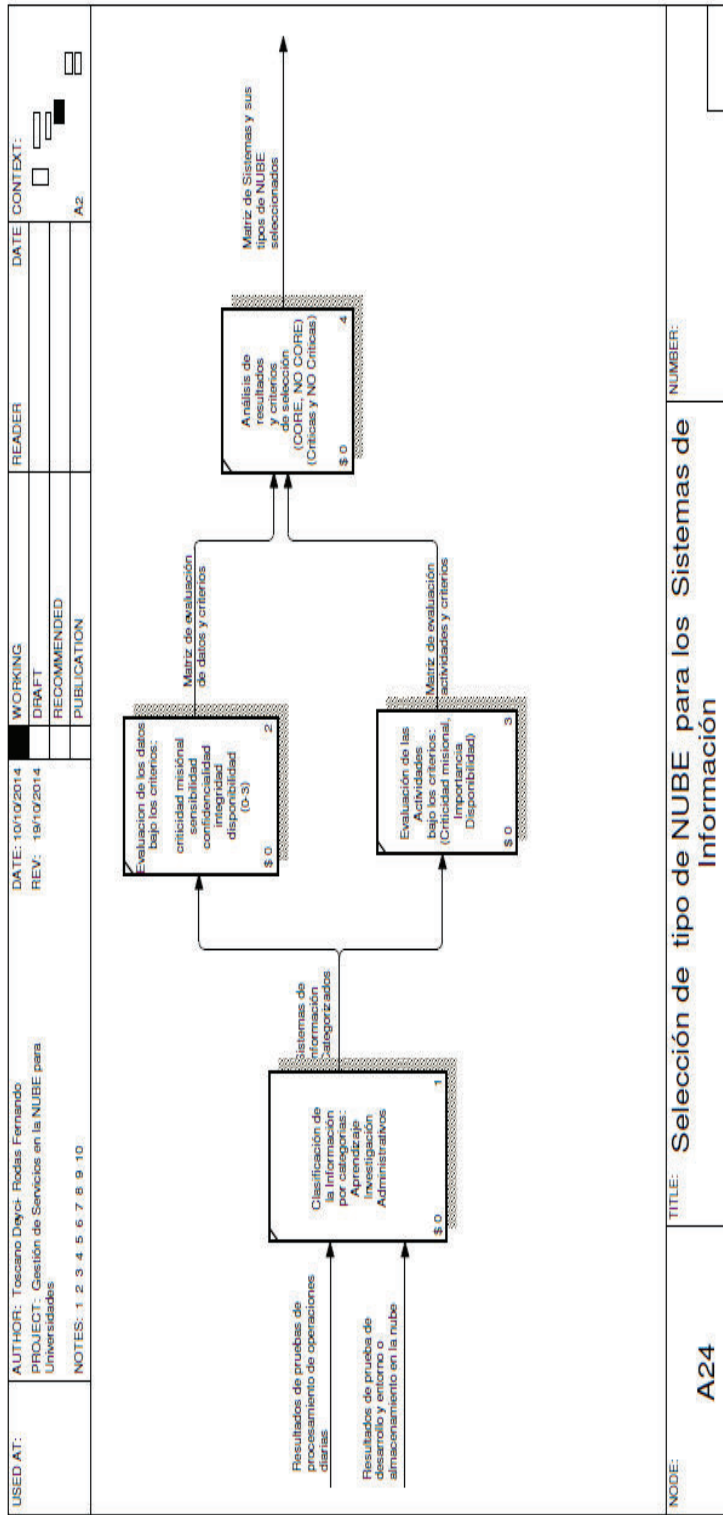 USED AT:
AUTHOR: Toscano Deyci- Rodas Fernando
PROJECT: Gestión de Servicios en la NUBE para
Universidades
NOTES: 1 2 3 4 5 6 7 8 9 10
DATE: 10/10/2014
REV: 19/10/2014
WORKING
DRAFT
RECOMMENDED
PUBLICATION
READER
DATE
CONTEXT:
A2
Resultados de pruebas de
procesamiento de operaciones
diarias
Resultados de prueba de
desarrollo y entorno o
almacenamiento en la nube
Clasificación de
la Información
por categorías:
Aprendizaje
Investigación
Administrativos
$ 0
1
Sistemas de
nformación
Categorizados
Evaluacion de los datos
bajo los criterios:
criticidad misiónal
sensibilidad
confidencialidad
integridad
disponibilidad
(0-3)
$ 0
2
Matriz de evaluación
de datos y criterios
Evaluación de las
Actividades
bajo los criterios:
(Criticidad misional,
Importancia
Disponibilidad)
$ 0
3
Matriz de evaluación
actividades y criterios
Análisis de
resultados
y criterios
de selección
(CORE, NO CORE)
(Criticas y NO Criticas)
$ 0
4
Matriz de Sistemas y sus
tipos de NUBE
seleccionados
NODE:
A24
TITLE:
Selección de tipo de NUBE para los Sistemas de
Información
NUMBER: